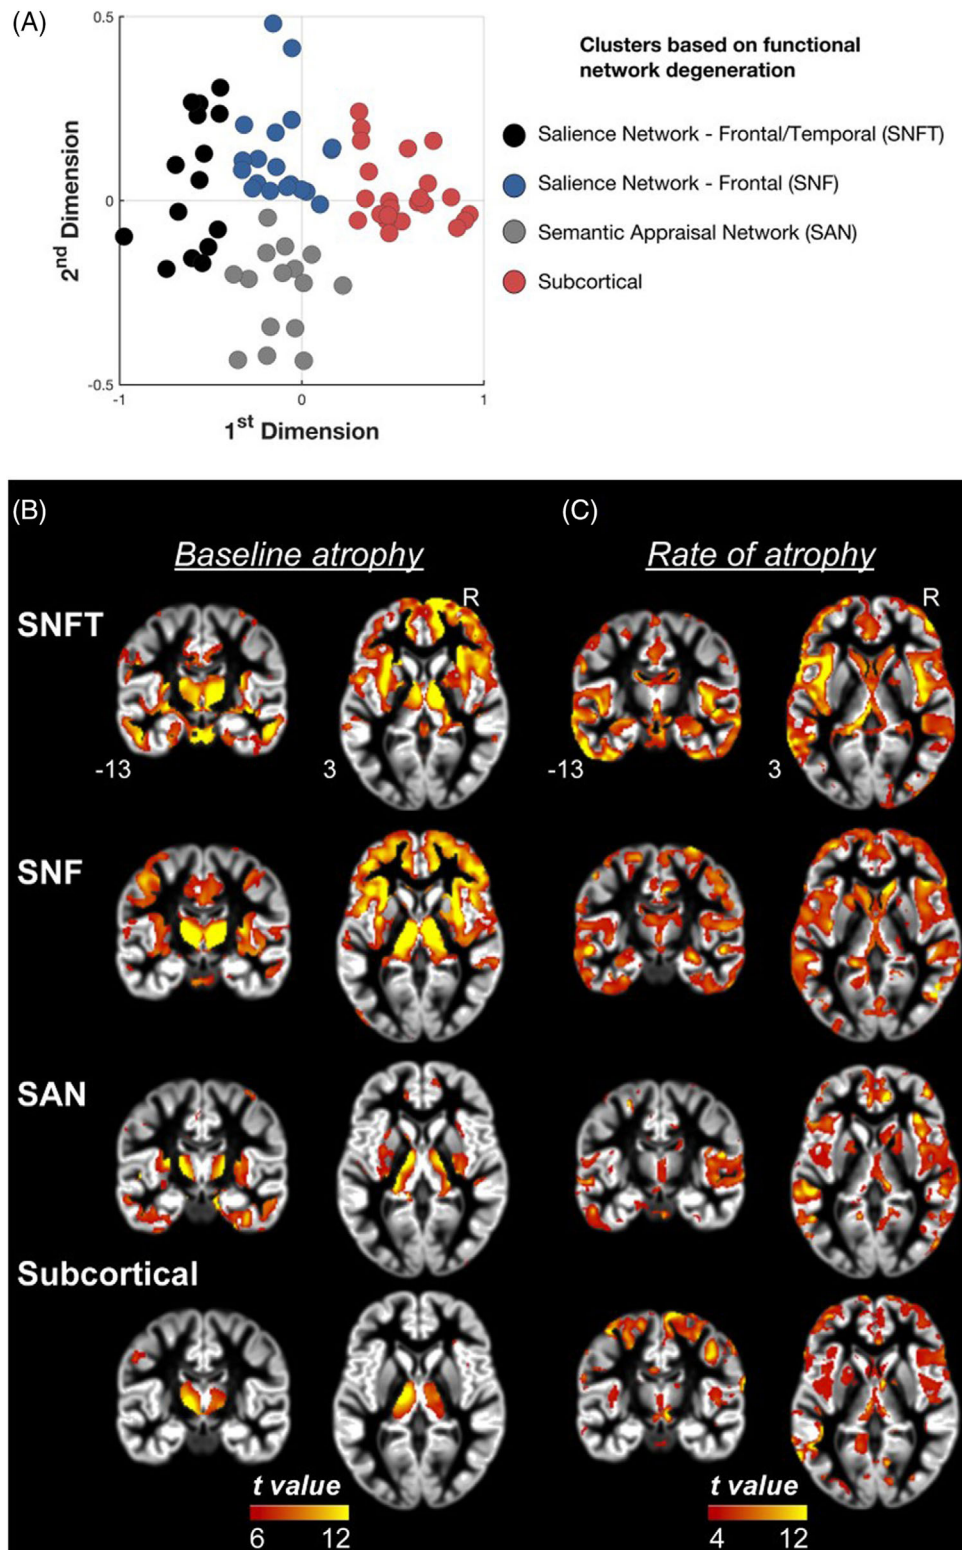 (A)
0.5
0
-0.5
-1
0
1
2nd Dimension
1st Dimension
Clusters based on functional
network degeneration
Salience Network - Frontal/Temporal (SNFT)
Salience Network - Frontal (SNF)
Semantic Appraisal Network (SAN)
Subcortical
(B)
(C)
Baseline atrophy
Rate of atrophy
SNFT
R
R
-13
3
-13
3
SNF
SAN
Subcortical
t value
6 12
t value
4 12